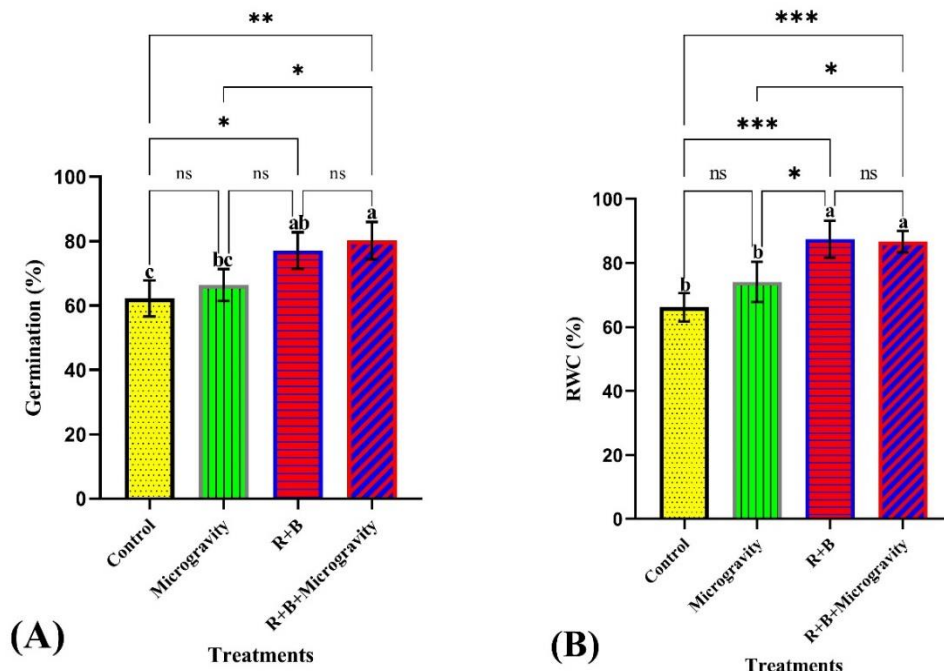 **
*
*
ns ns ns
100
80
60
40
20
0
c bc ab a
Germination (%)
Control Microgravity R+B R+B+Microgravity
(A)
Treatments
***
*
***
ns * ns
100
80
60
40
20
0
b b a a
RWC (%)
Control Microgravity R+B R+B+Microgravity
(B)
Treatments